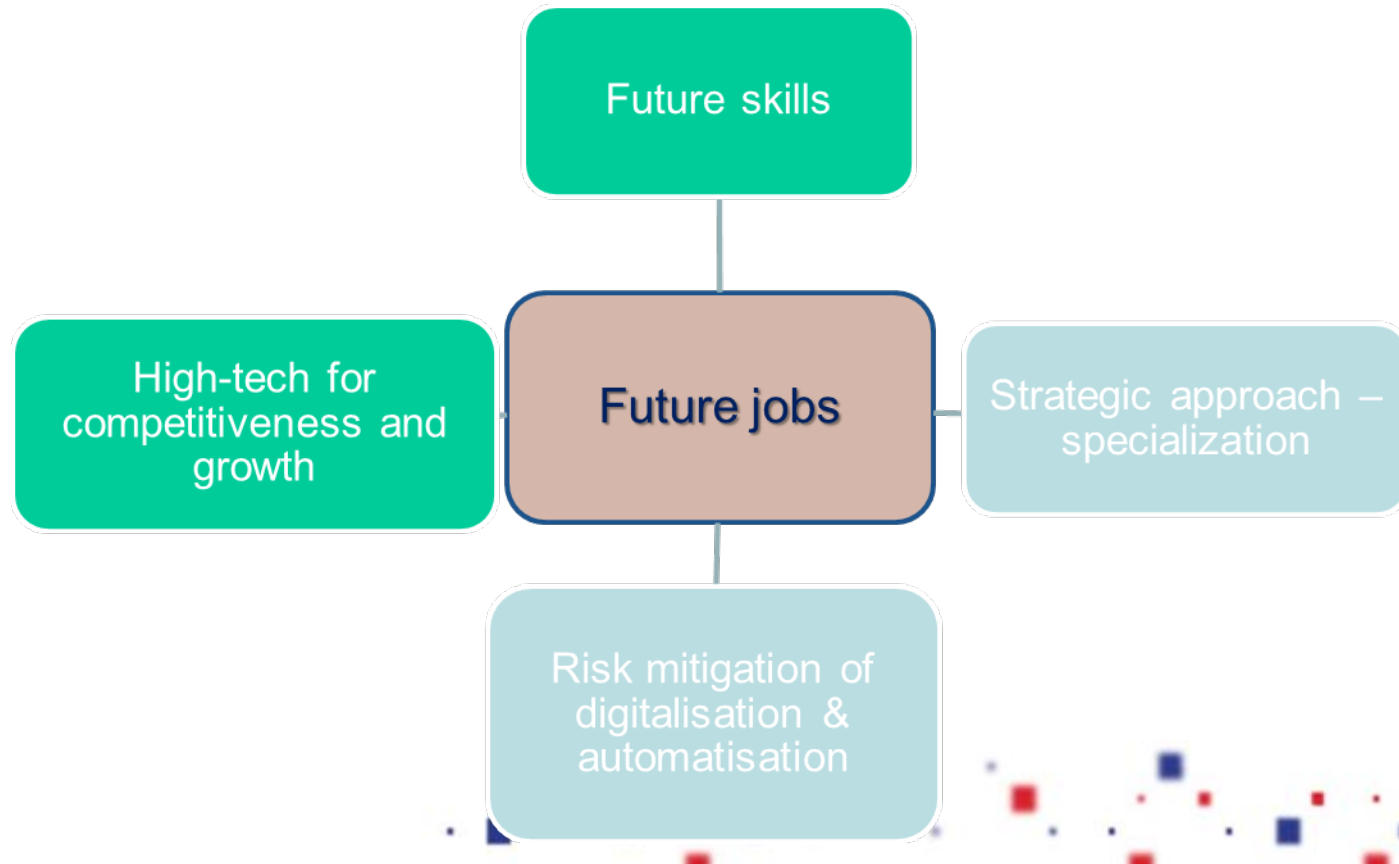 Future skills
High-tech for
competitiveness and
growth
Future jobs
Strategic approach –
specialization
Risk mitigation of
digitalisation &
automatisation